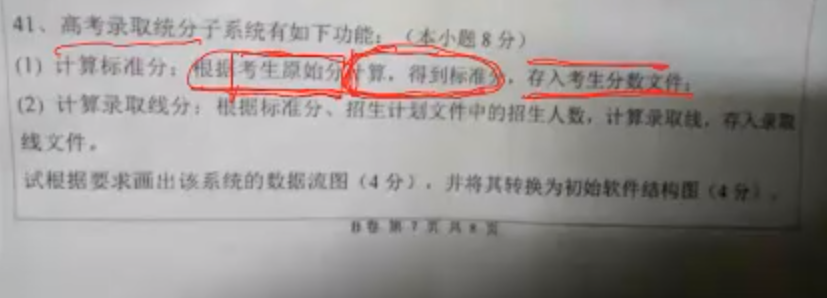 41、高考录取统分子系统有如下功能：（本小题8分）
(1) 计算标准分：根据考生原始分计算，得到标准分，存入考生分数文件；
(2) 计算录取线分：根据标准分、招生计划文件中的招生人数，计算录取线，存入录取
线文件。
试根据要求画出该系统的数据流图（4分），并将其转换为初始软件结构图（4分）。
B卷 第 7 页 共 8 页